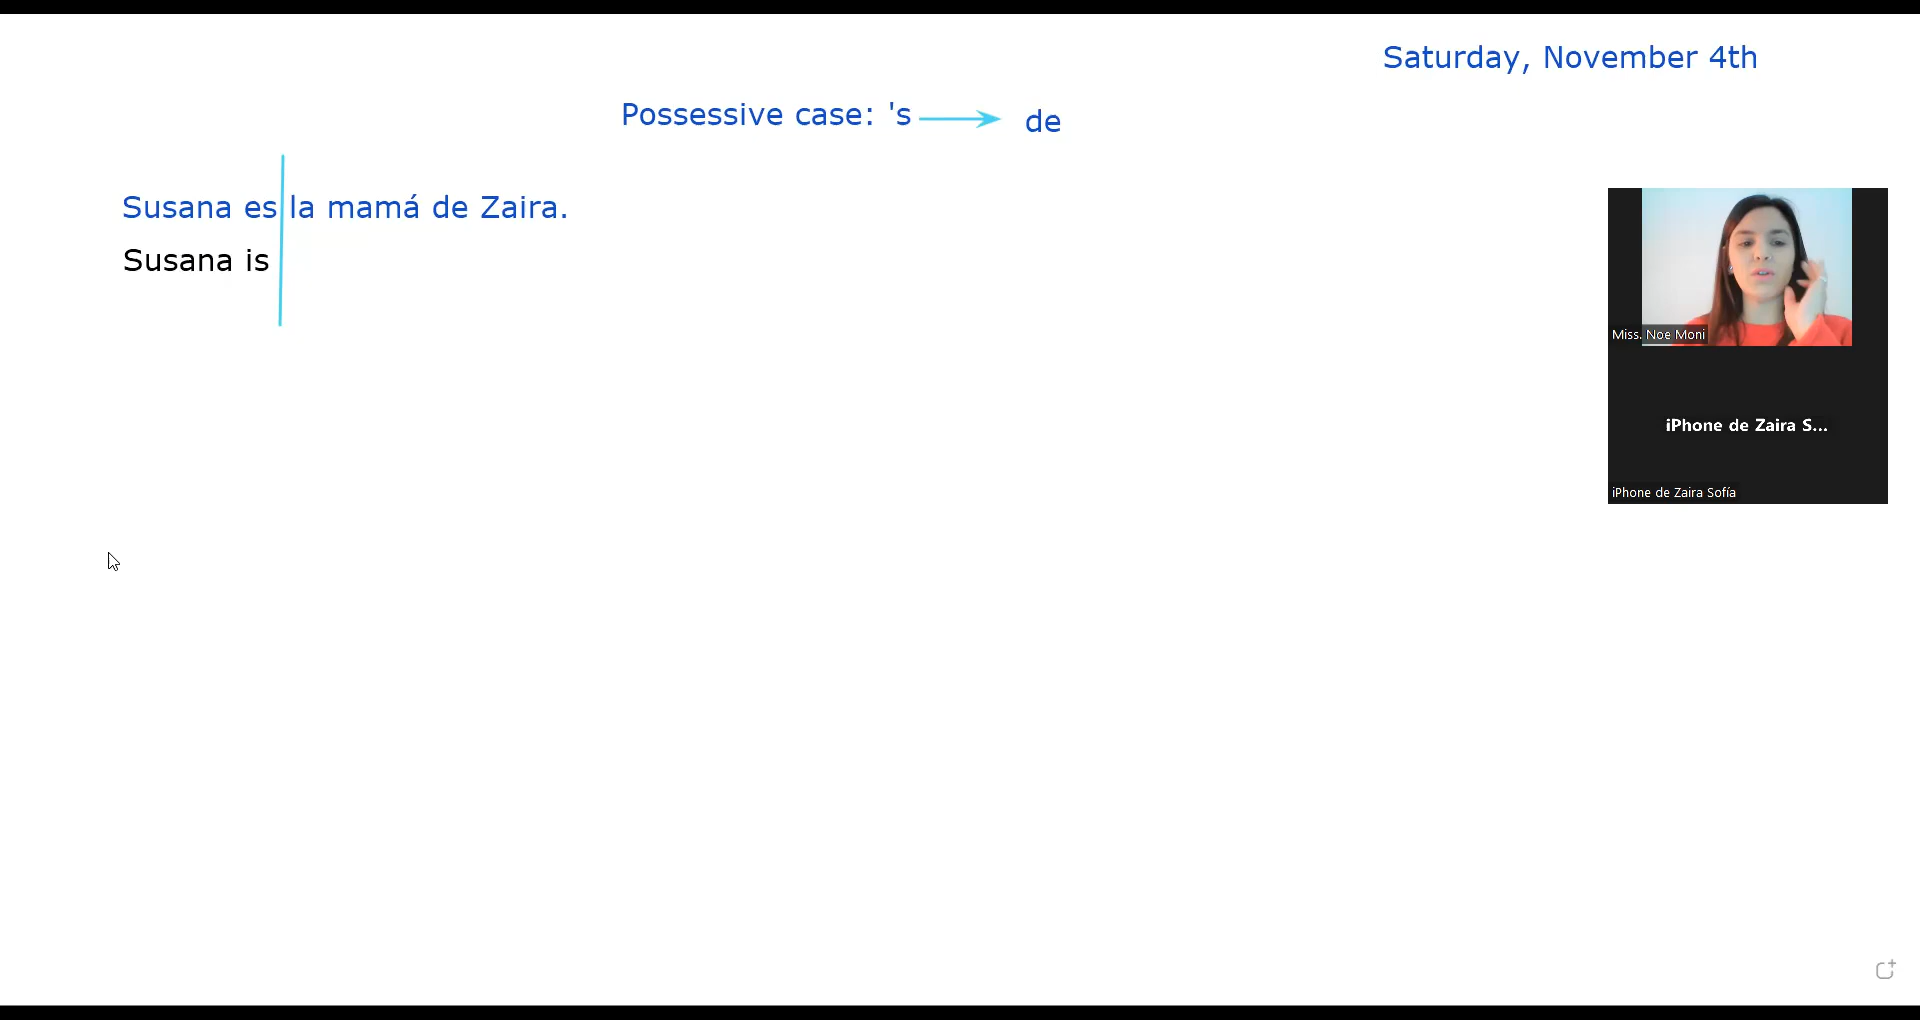 Saturday, November 4th
Possessive case: 's de
Susana es la mamá de Zaira.
Susana is
Miss. Noe Moni
iPhone de Zaira S...
iPhone de Zaira Sofía